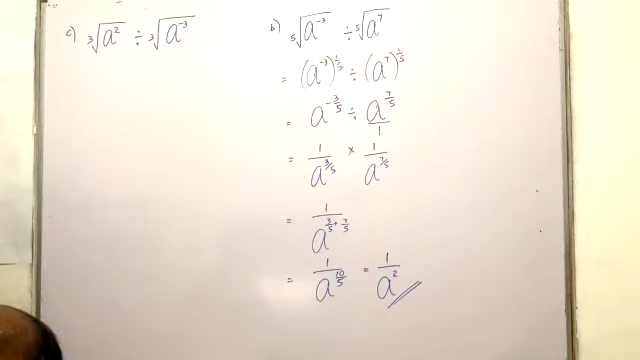 c) ∛(a²) ÷ ∛(a⁻³)
b) ⁵√(a⁻³) ÷ ⁵√(a⁷)
= (a⁻³)^(1/5) ÷ (a⁷)^(1/5)
= a^(-3/5) ÷ a^(7/5)/1
= 1/a^(3/5) × 1/a^(7/5)
= 1/a^(3/5 + 7/5)
= 1/a^(10/5) = 1/a²